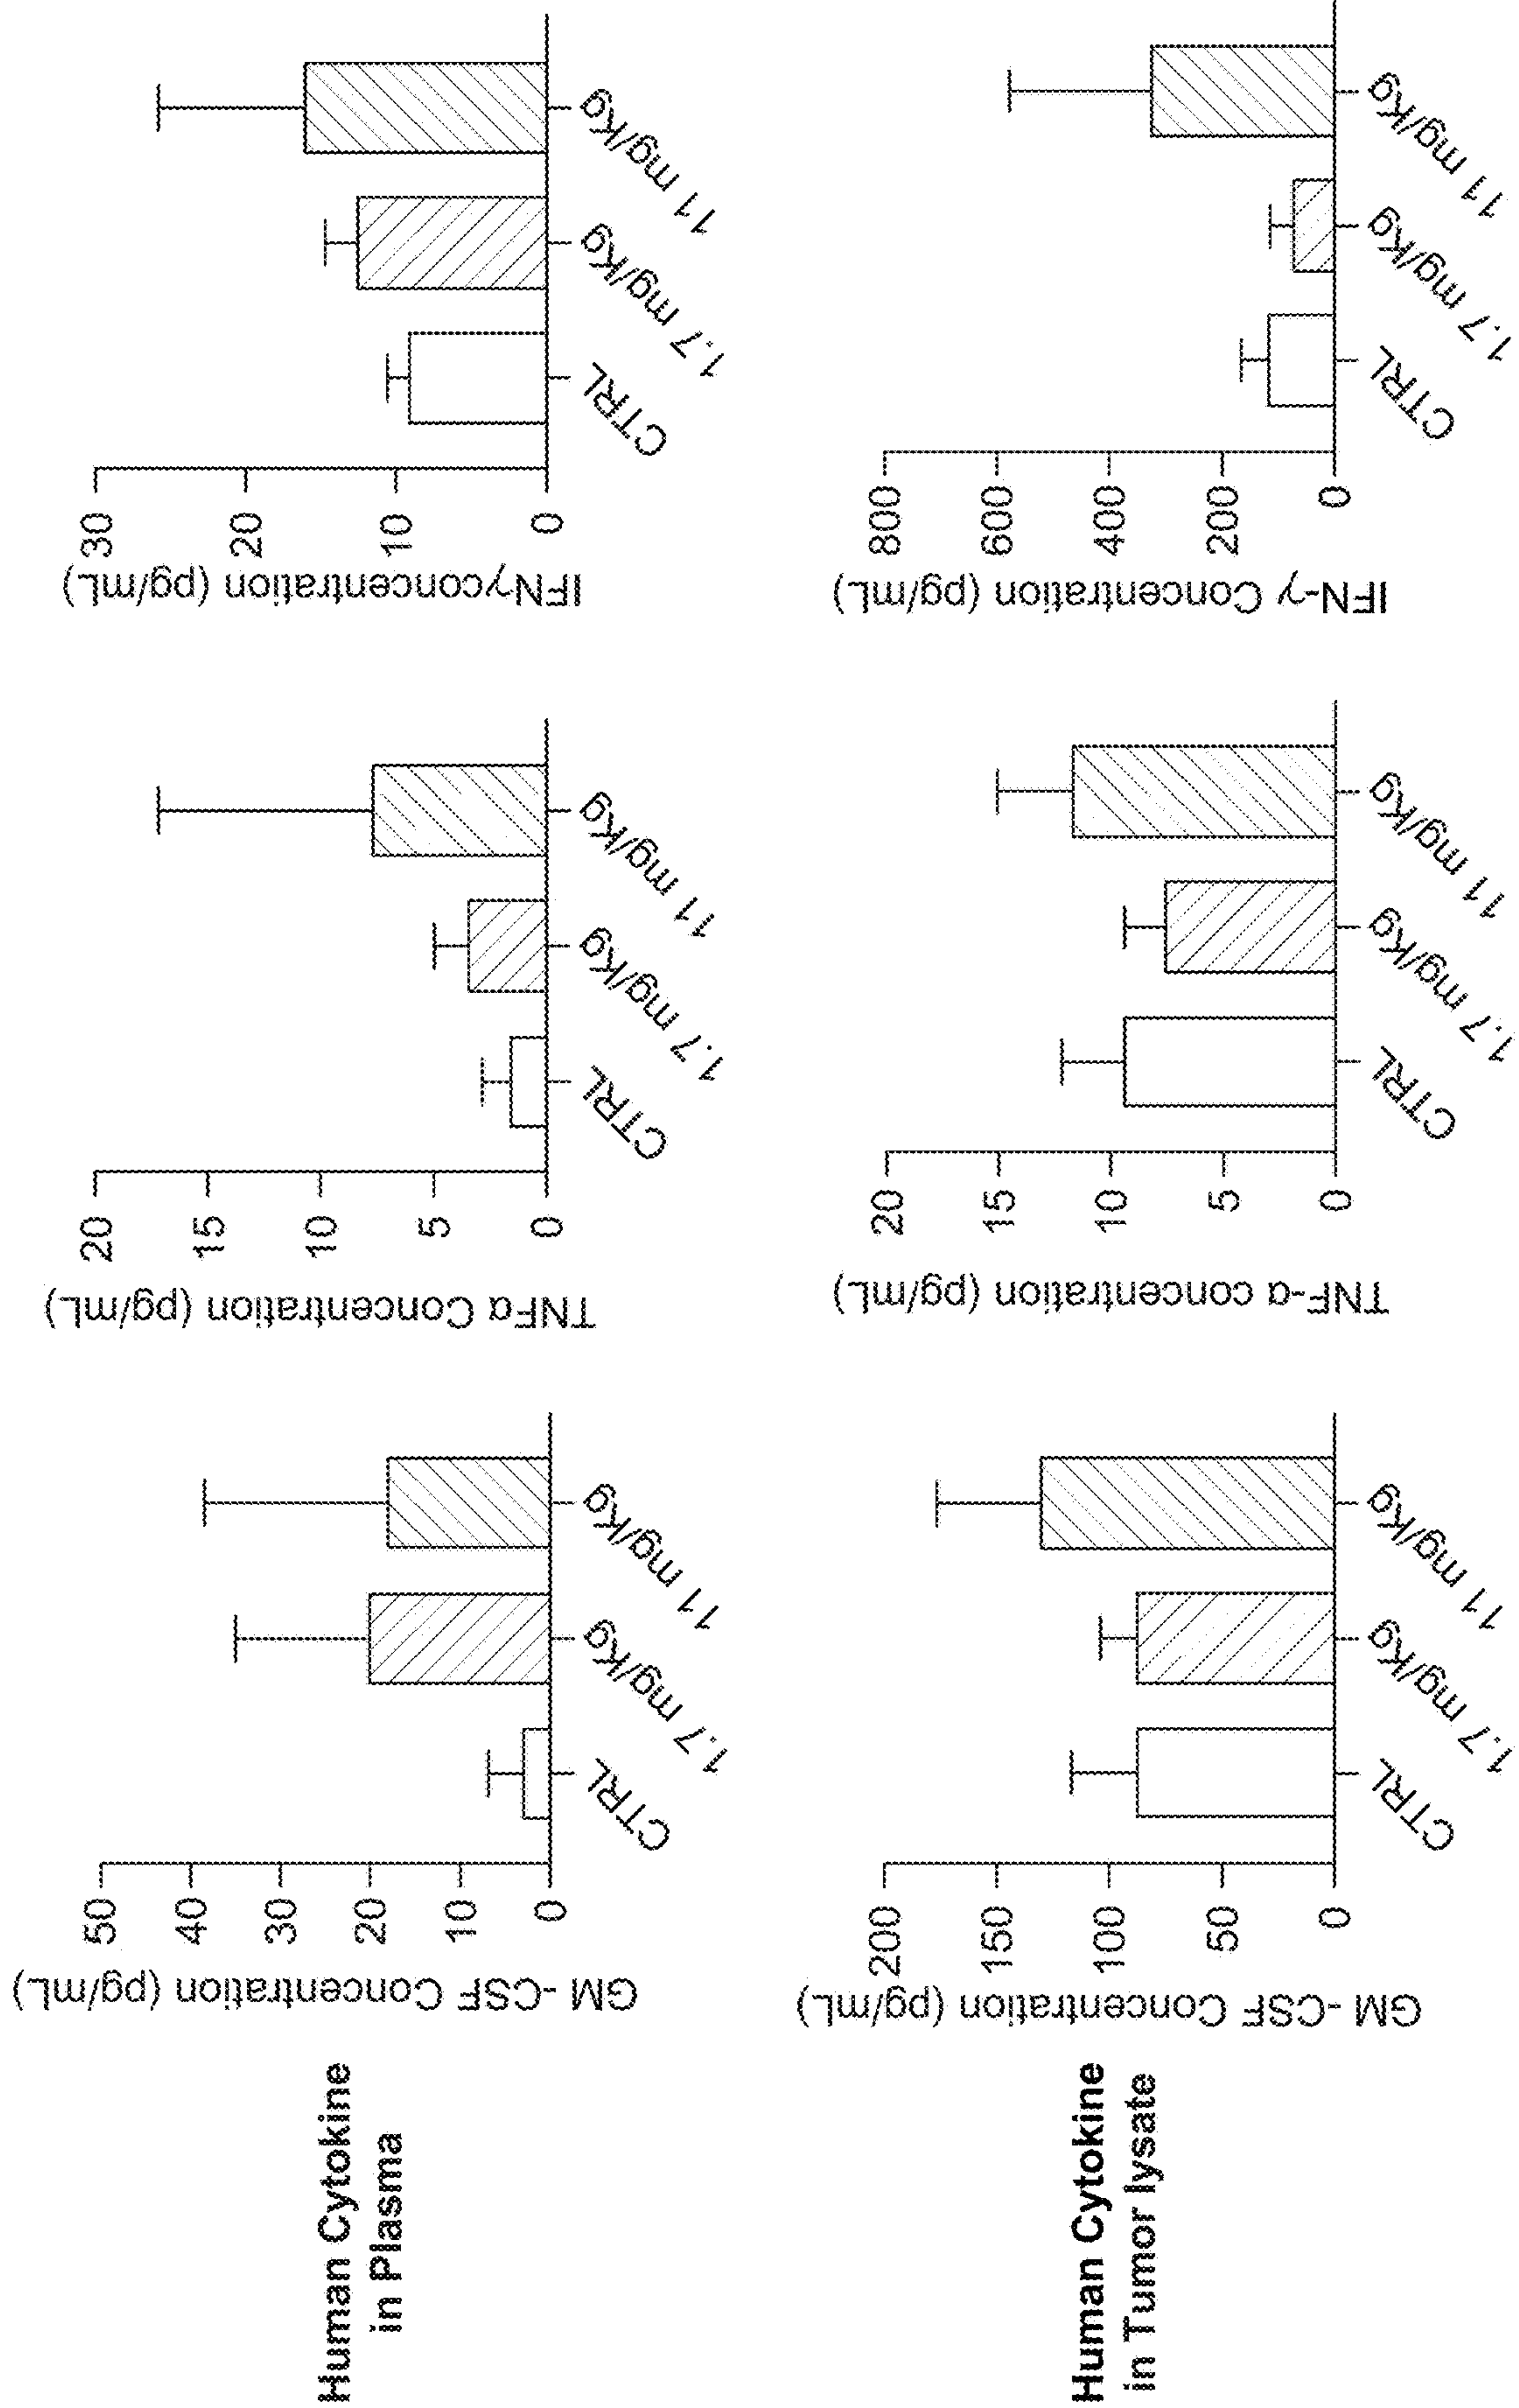 Human Cytokine
in Plasma
GM -CSF Concentration (pg/mL)
50
40
30
20
10
0
CTRL
1.7 mg/Kg
11 mg/Kg
TNFα Concentration (pg/mL)
20
15
10
5
0
CTRL
1.7 mg/Kg
11 mg/Kg
IFNγconcentration (pg/mL)
30
20
10
0
CTRL
1.7 mg/Kg
11 mg/Kg
Human Cytokine
in Tumor lysate
GM -CSF Concentration (pg/mL)
200
150
100
50
0
CTRL
1.7 mg/Kg
11 mg/Kg
TNF-α concentration (pg/mL)
20
15
10
5
0
CTRL
1.7 mg/Kg
11 mg/Kg
IFN-γ Concentration (pg/mL)
800
600
400
200
0
CTRL
1.7 mg/Kg
11 mg/Kg